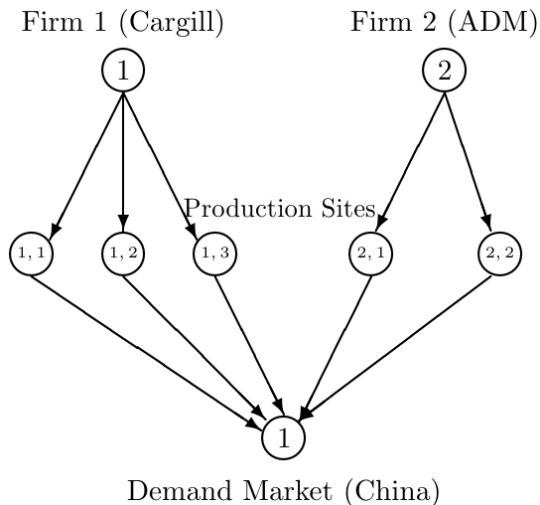 Firm 1 (Cargill) Firm 2 (ADM)
1 2
Production Sites
1, 1 1, 2 1, 3 2, 1 2, 2
1
Demand Market (China)